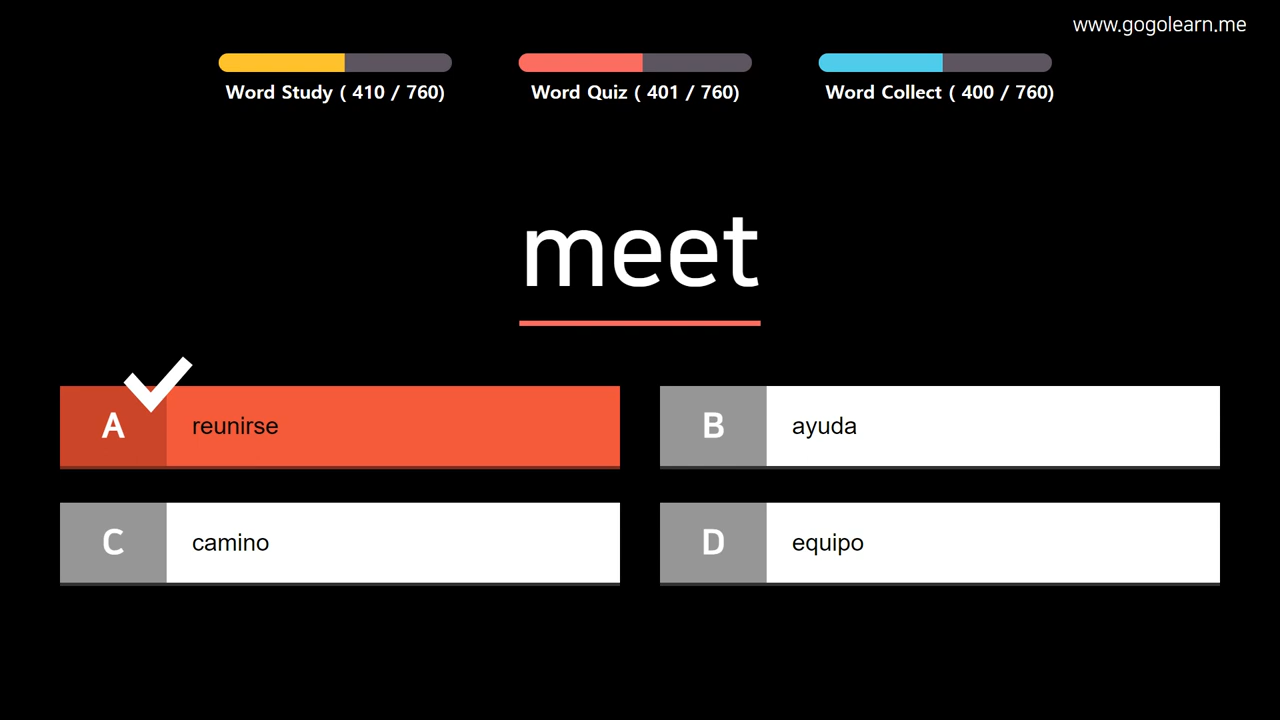 www.gogolearn.me
Word Study ( 410 / 760)
Word Quiz ( 401 / 760)
Word Collect ( 400 / 760)
meet
A reunirse
B ayuda
C camino
D equipo